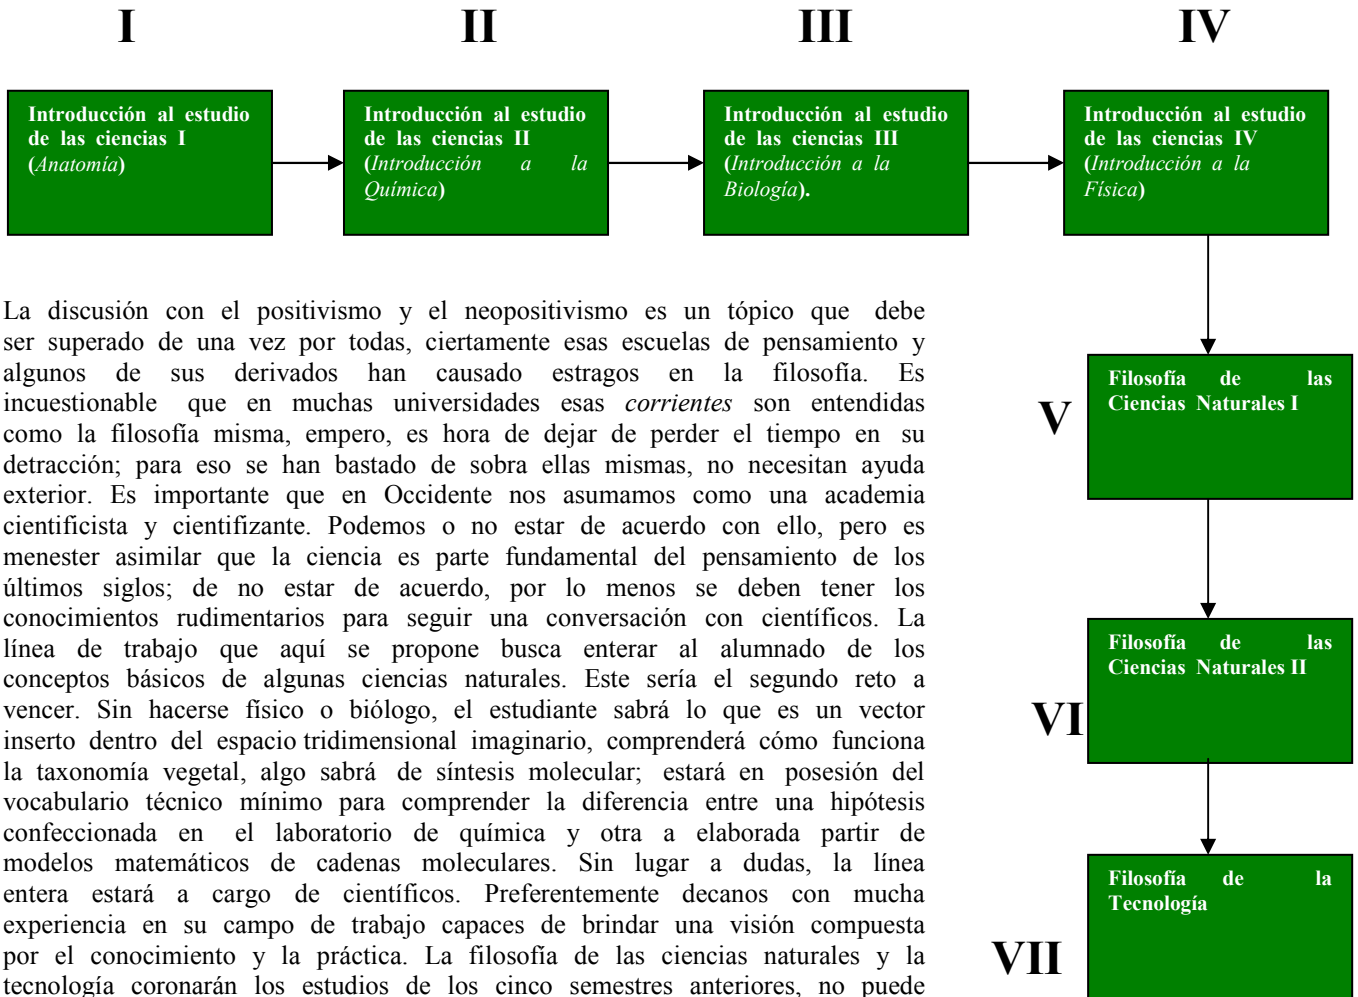 I
II
III
IV
Introducción al estudio
de las ciencias I
(Anatomía)
Introducción al estudio
de las ciencias II
(Introducción a la
Química)
Introducción al estudio
de las ciencias III
(Introducción a la
Biología).
Introducción al estudio
de las ciencias IV
(Introducción a la
Física)
La discusión con el positivismo y el neopositivismo es un tópico que debe
ser superado de una vez por todas, ciertamente esas escuelas de pensamiento y
algunos de sus derivados han causado estragos en la filosofía. Es
incuestionable que en muchas universidades esas corrientes son entendidas
como la filosofía misma, empero, es hora de dejar de perder el tiempo en su
detracción; para eso se han bastado de sobra ellas mismas, no necesitan ayuda
exterior. Es importante que en Occidente nos asumamos como una academia
cientificista y cientifizante. Podemos o no estar de acuerdo con ello, pero es
menester asimilar que la ciencia es parte fundamental del pensamiento de los
últimos siglos; de no estar de acuerdo, por lo menos se deben tener los
conocimientos rudimentarios para seguir una conversación con científicos. La
línea de trabajo que aquí se propone busca enterar al alumnado de los
conceptos básicos de algunas ciencias naturales. Este sería el segundo reto a
vencer. Sin hacerse físico o biólogo, el estudiante sabrá lo que es un vector
inserto dentro del espacio tridimensional imaginario, comprenderá cómo funciona
la taxonomía vegetal, algo sabrá de síntesis molecular; estará en posesión del
vocabulario técnico mínimo para comprender la diferencia entre una hipótesis
confeccionada en el laboratorio de química y otra a elaborada partir de
modelos matemáticos de cadenas moleculares. Sin lugar a dudas, la línea
entera estará a cargo de científicos. Preferentemente decanos con mucha
experiencia en su campo de trabajo capaces de brindar una visión compuesta
por el conocimiento y la práctica. La filosofía de las ciencias naturales y la
tecnología coronarán los estudios de los cinco semestres anteriores, no puede
V
Filosofía de las
Ciencias Naturales I
VI
Filosofía de las
Ciencias Naturales II
VII
Filosofía de la
Tecnología